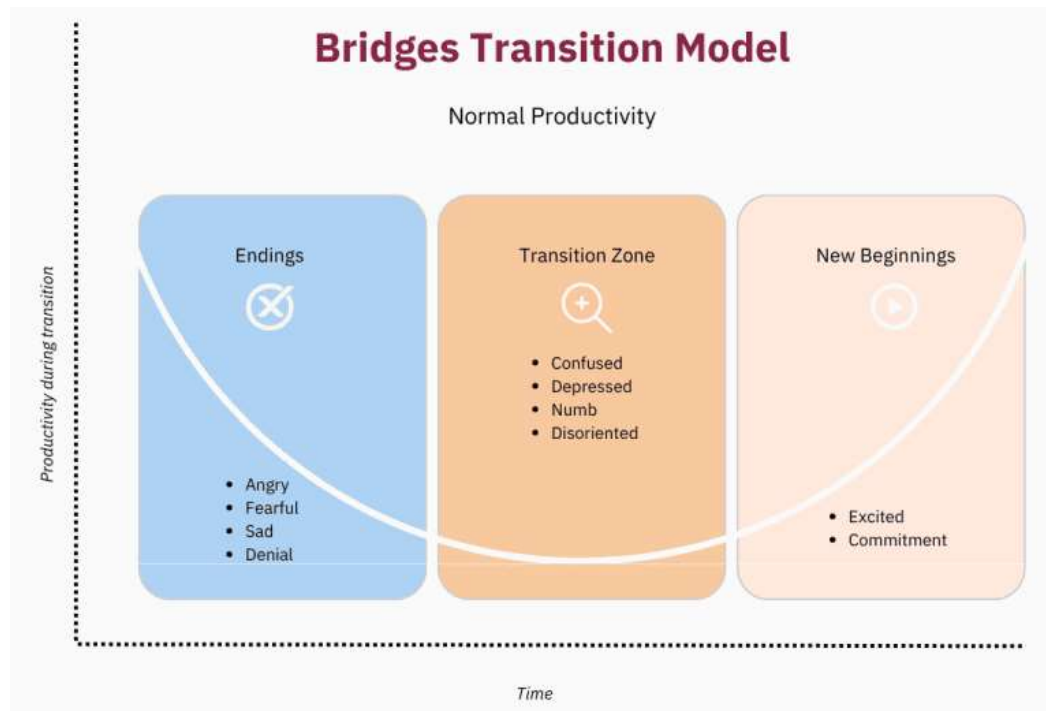 Bridges Transition Model
Normal Productivity
Productivity during transition
Endings
Angry
Fearful
Sad
Denial
Transition Zone
Confused
Depressed
Numb
Disoriented
New Beginnings
Excited
Commitment
Time